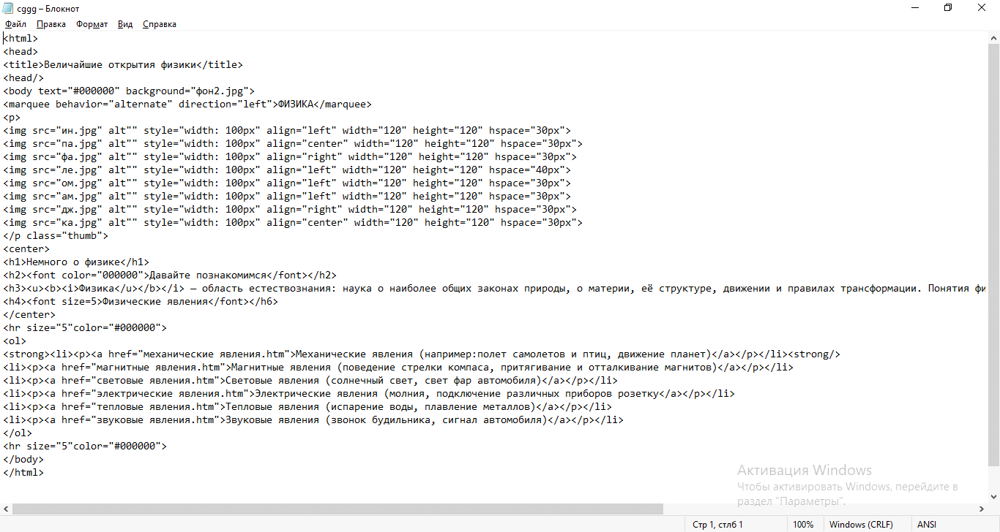 cggg – Блокнот
Файл Правка Формат Вид Справка
<html>
<head>
<title>Величайшие открытия физики</title>
<head/>
<body text="#000000" background="фон2.jpg">
<marquee behavior="alternate" direction="left">ФИЗИКА</marquee>
<p>
<img src="ин.jpg" alt"" style="width: 100px" align="left" width="120" height="120" hspace="30px">
<img src="па.jpg" alt"" style="width: 100px" align="center" width="120" height="120" hspace="30px">
<img src="фа.jpg" alt"" style="width: 100px" align="right" width="120" height="120" hspace="30px">
<img src="ле.jpg" alt"" style="width: 100px" align="left" width="120" height="120" hspace="40px">
<img src="ом.jpg" alt"" style="width: 100px" align="left" width="120" height="120" hspace="30px">
<img src="ам.jpg" alt"" style="width: 100px" align="left" width="120" height="120" hspace="30px">
<img src="дж.jpg" alt"" style="width: 100px" align="right" width="120" height="120" hspace="30px">
<img src="ка.jpg" alt"" style="width: 100px" align="center" width="120" height="120" hspace="30px">
</p class="thumb">
<center>
<h1>Немного о физике</h1>
<h2><font color="000000">Давайте познакомимся</font></h2>
<h3><u><b><i>Физика</u></b></i> — область естествознания: наука о наиболее общих законах природы, о материи, её структуре, движении и правилах трансформации. Понятия фи
<h4><font size=5>Физические явления</font></h6>
</center>
<hr size="5"color="#000000">
<ol>
<strong><li><p><a href="механические явления.htm">Механические явления (например:полет самолетов и птиц, движение планет)</a></p></li><strong/>
<li><p><a href="магнитные явления.htm">Магнитные явления (поведение стрелки компаса, притягивание и отталкивание магнитов)</a></p></li>
<li><p><a href="световые явления.htm">Световые явления (солнечный свет, свет фар автомобиля)</a></p></li>
<li><p><a href="электрические явления.htm">Электрические явления (молния, подключение различных приборов розетку</a></p></li>
<li><p><a href="тепловые явления.htm">Тепловые явления (испарение воды, плавление металлов)</a></p></li>
<li><p><a href="звуковые явления.htm">Звуковые явления (звонок будильника, сигнал автомобиля)</a></p></li>
</ol>
<hr size="5"color="#000000">
</body>
</html>
Активация Windows
Чтобы активировать Windows, перейдите в
раздел "Параметры".
Стр 1, стлб 1 100% Windows (CRLF) ANSI